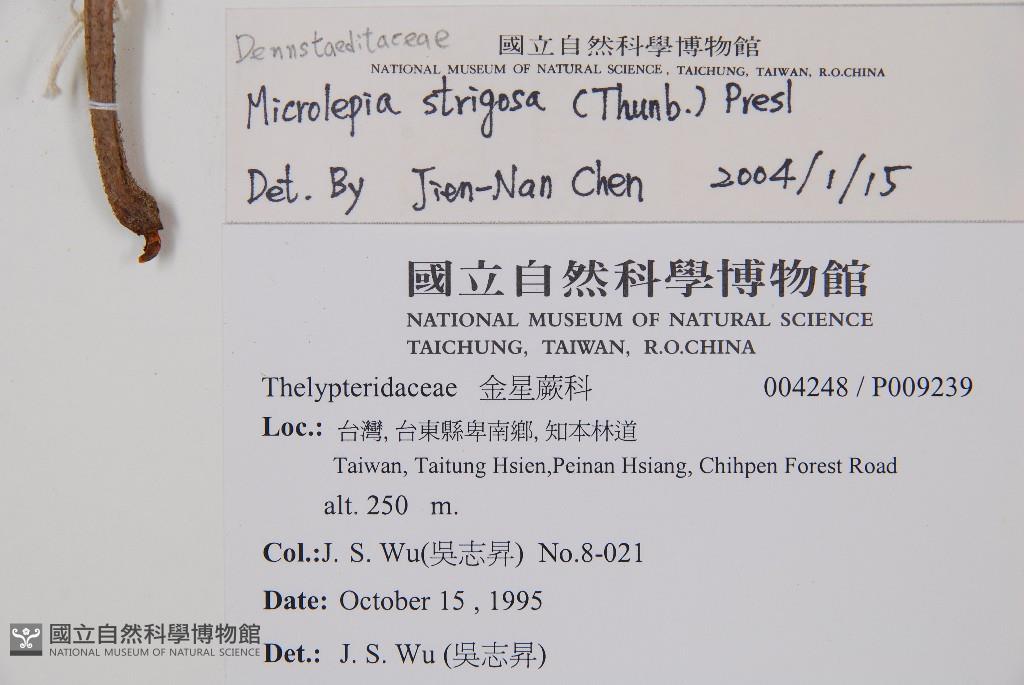 Dennstaeditaceae
國立自然科學博物館
NATIONAL MUSEUM OF NATURAL SCIENCE, TAICHUNG, TAIWAN, R.O.CHINA
Microlepia strigosa (Thunb.) Presl
Det. By Jien-Nan Chen 2004/1/15
國立自然科學博物館
NATIONAL MUSEUM OF NATURAL SCIENCE
TAICHUNG, TAIWAN, R.O.CHINA
Thelypteridaceae 金星蕨科 004248 / P009239
Loc.: 台灣, 台東縣卑南鄉, 知本林道
Taiwan, Taitung Hsien,Peinan Hsiang, Chihpen Forest Road
alt. 250 m.
Col.:J. S. Wu(吳志昇) No.8-021
Date: October 15 , 1995
Det.: J. S. Wu (吳志昇)
國立自然科學博物館
NATIONAL MUSEUM OF NATURAL SCIENCE